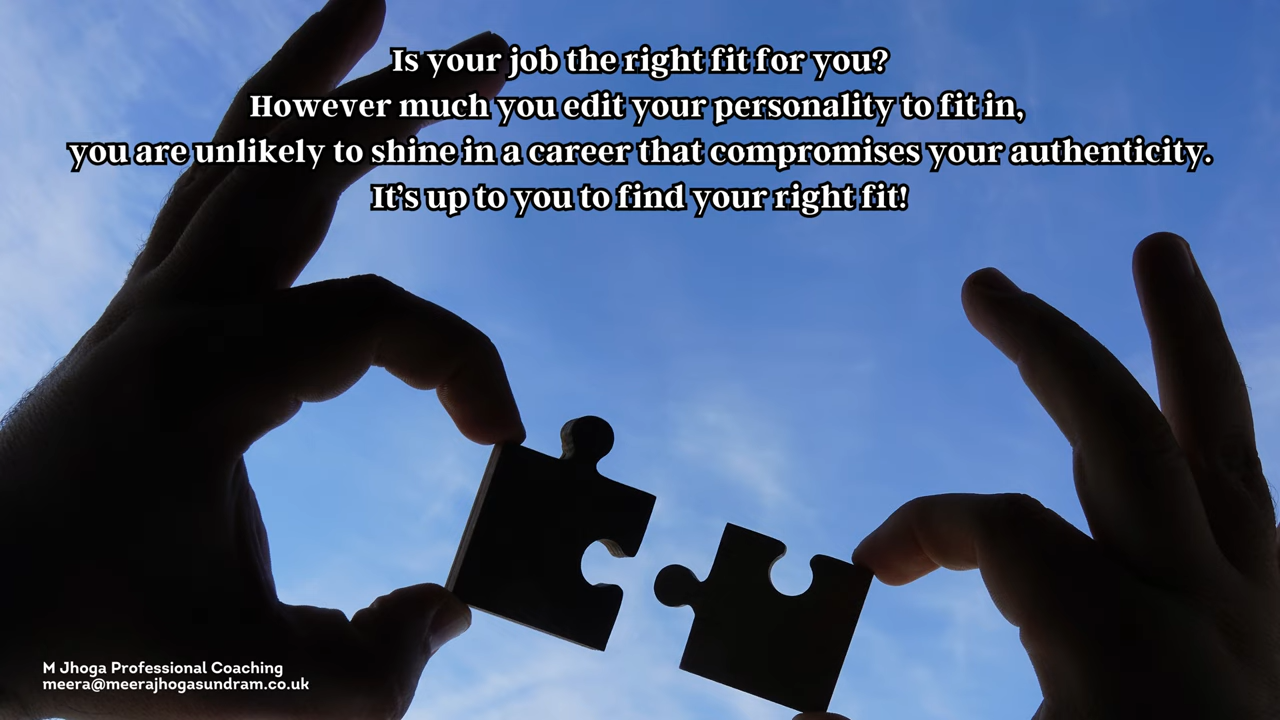 Is your job the right fit for you?
However much you edit your personality to fit in,
you are unlikely to shine in a career that compromises your authenticity.
It’s up to you to find your right fit!
M Jhoga Professional Coaching
meera@meerajhogasundram.co.uk